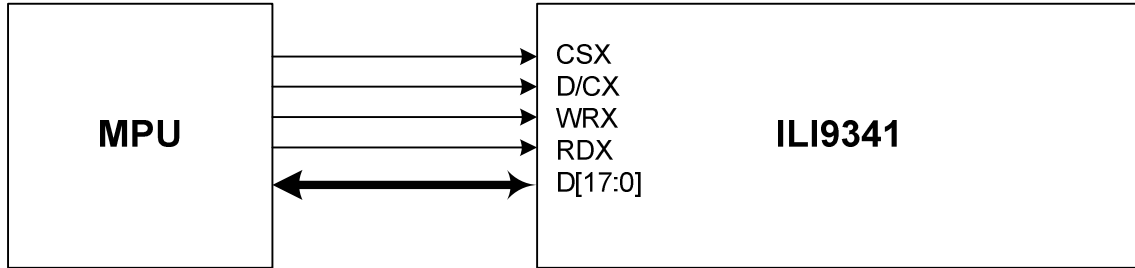 MPU
CSX
D/CX
WRX
RDX
D[17:0]
ILI9341